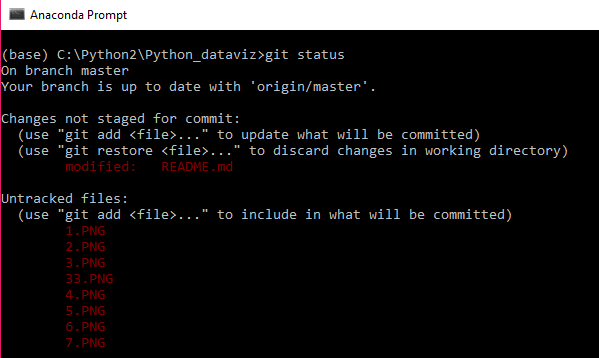 Anaconda Prompt
(base) C:\Python2\Python_dataviz>git status
On branch master
Your branch is up to date with 'origin/master'.
Changes not staged for commit:
(use "git add <file>..." to update what will be committed)
(use "git restore <file>..." to discard changes in working directory)
modified:   README.md
Untracked files:
(use "git add <file>..." to include in what will be committed)
1.PNG
2.PNG
3.PNG
33.PNG
4.PNG
5.PNG
6.PNG
7.PNG